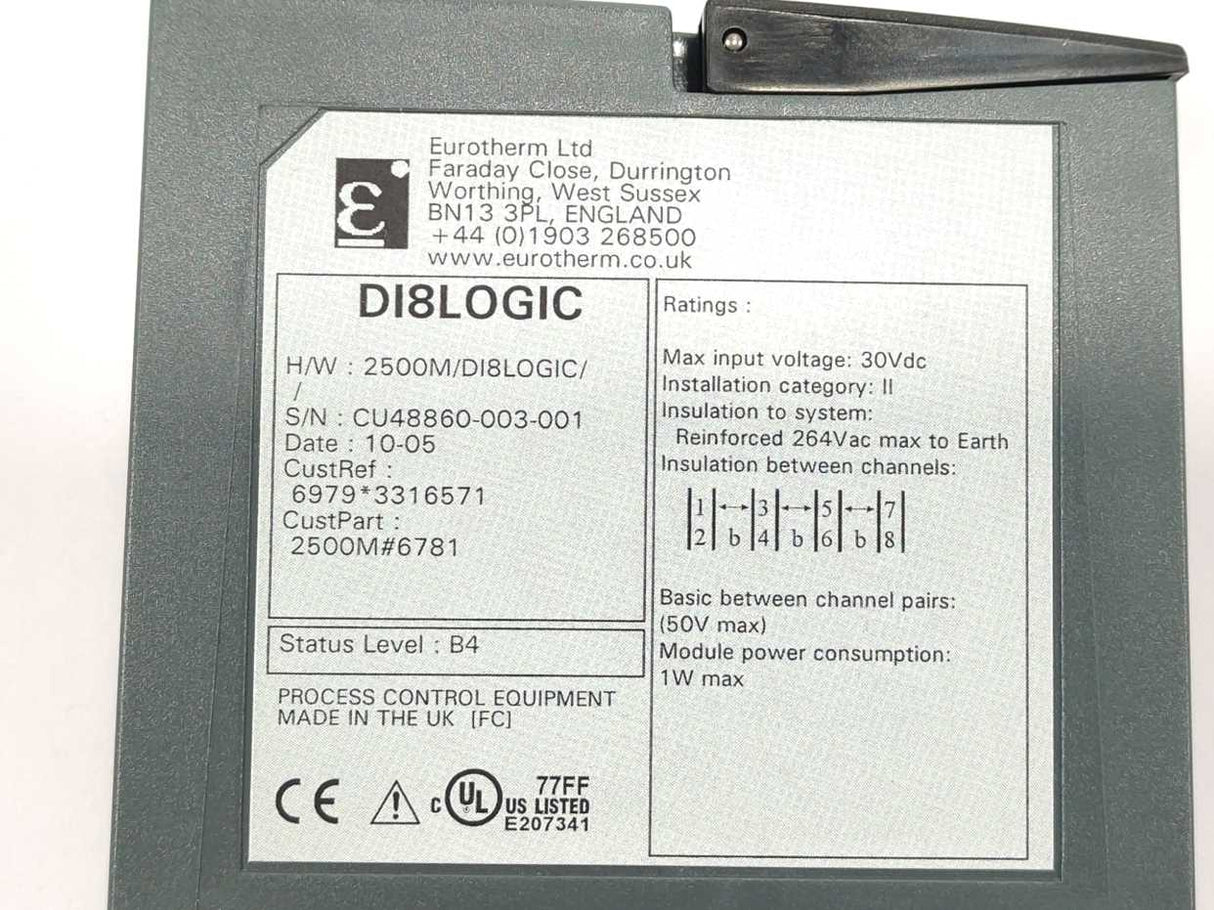 Eurotherm Ltd
Faraday Close, Durrington
Worthing, West Sussex
BN13 3PL, ENGLAND
+44 (0)1903 268500
www.eurotherm.co.uk
DI8LOGIC
H/W : 2500M/DI8LOGIC/
/
S/N : CU48860-003-001
Date : 10-05
CustRef :
6979*3316571
CustPart :
2500M#6781
Status Level : B4
PROCESS CONTROL EQUIPMENT
MADE IN THE UK [FC]
CE
C UL US LISTED
77FF
E207341
Ratings :
Max input voltage: 30Vdc
Installation category: II
Insulation to system:
Reinforced 264Vac max to Earth
Insulation between channels:
1 ↔ 3 ↔ 5 ↔ 7
2 b 4 b 6 b 8
Basic between channel pairs:
(50V max)
Module power consumption:
1W max